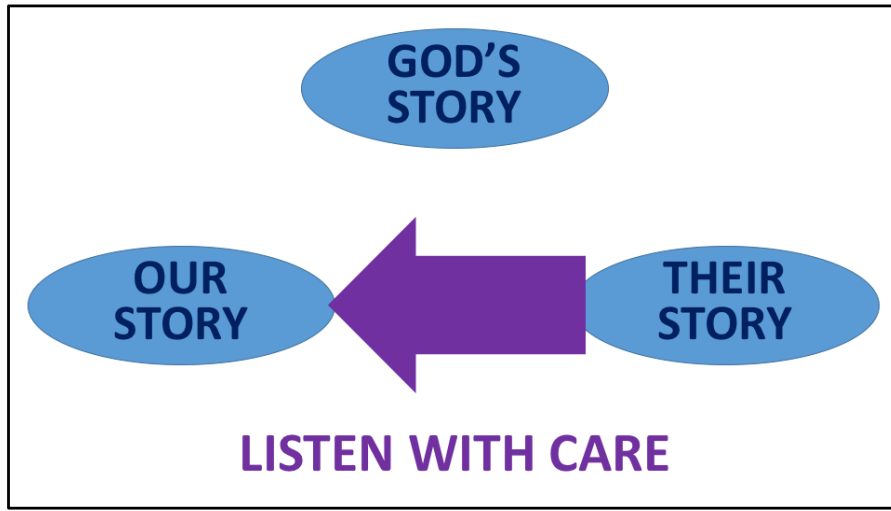 GOD’S
STORY
OUR
STORY
THEIR
STORY
LISTEN WITH CARE